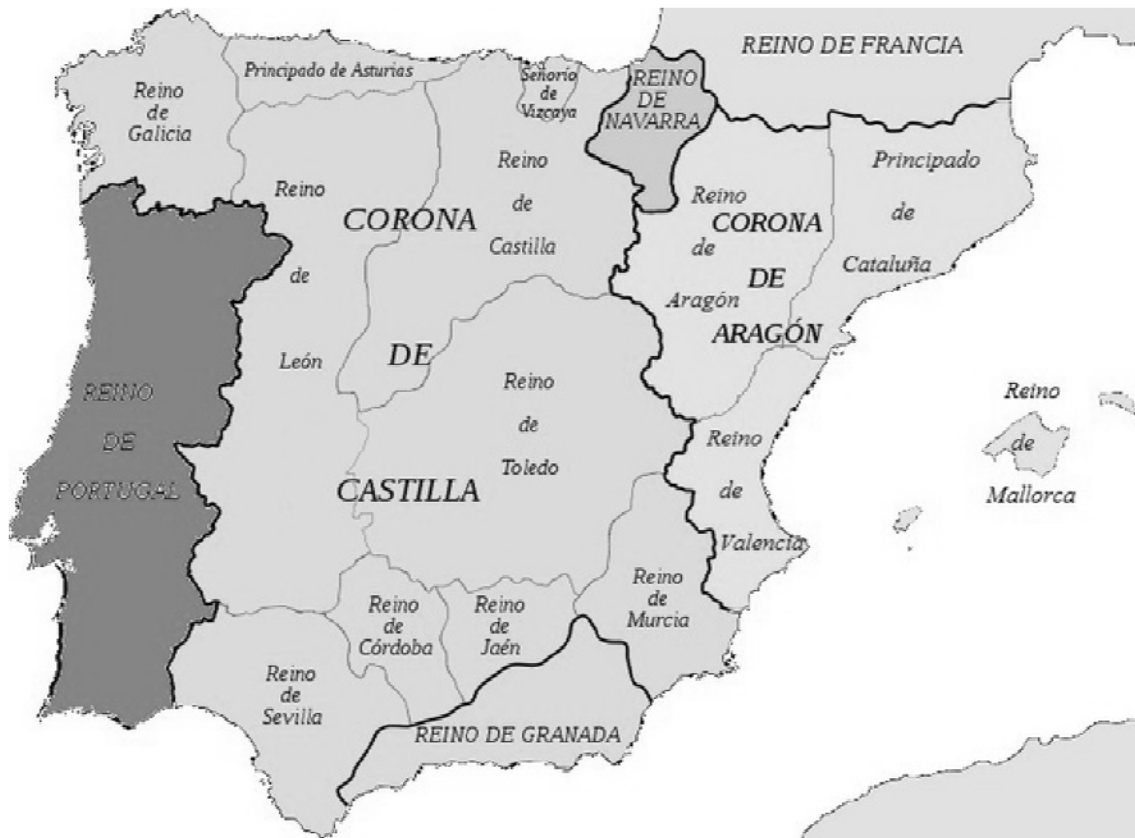 REINO DE FRANCIA
Principado de Asturias
Señorío
de
Vizcaya
REINO
DE
NAVARRA
Reino
de
Galicia
Reino
de
León
Reino
de
Castilla
CORONA
DE
CASTILLA
Reino
de
Aragón
CORONA
DE
ARAGÓN
Principado
de
Cataluña
REINO
DE
PORTUGAL
Reino
de
Toledo
Reino
de
Valencia
Reino
de
Mallorca
Reino
de
Murcia
Reino
de
Córdoba
Reino
de
Jaén
Reino
de
Sevilla
REINO DE GRANADA